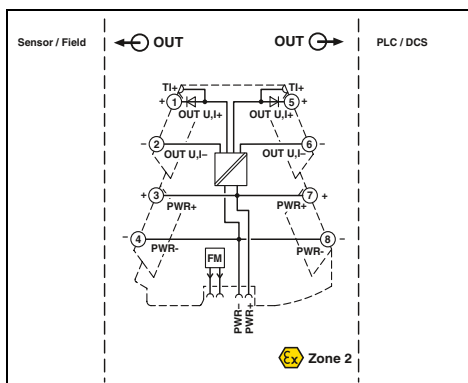 Sensor / Field
OUT
OUT
PLC / DCS
TI+
TI+
+
1
5
+
OUT U,I+
OUT U,I+
−
2
6
−
OUT U,I−
OUT U,I−
+
3
7
+
PWR+
PWR+
−
4
8
−
PWR-
PWR-
FM
PWR-
PWR+
Ex
Zone 2